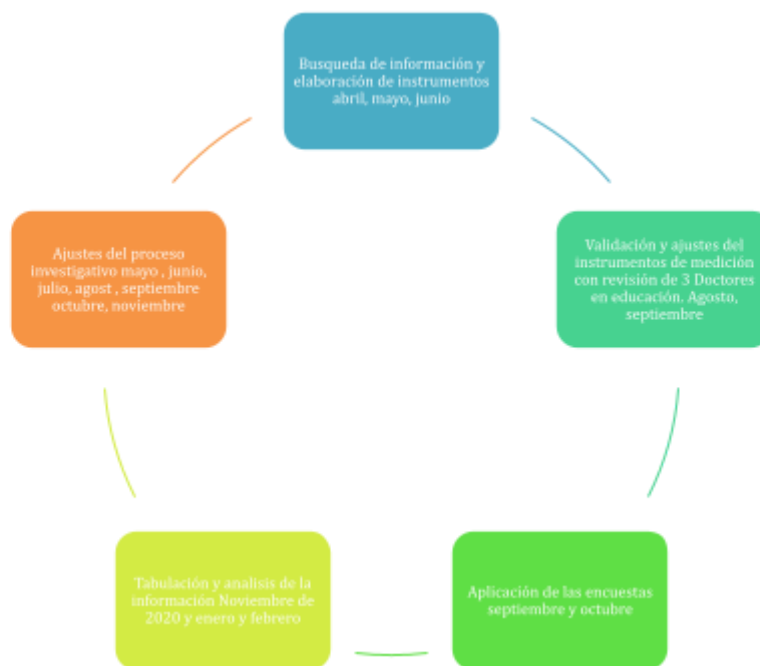 Busqueda de información y
elaboración de instrumentos
abril, mayo, junio
Validación y ajustes del
instrumentos de medición
con revisión de 3 Doctores
en educación. Agosto,
septiembre
Aplicación de las encuestas
septiembre y octubre
Tabulación y analisis de la
información Noviembre de
2020 y enero y febrero
Ajustes del proceso
investigativo mayo , junio,
julio, agost , septiembre
octubre, noviembre